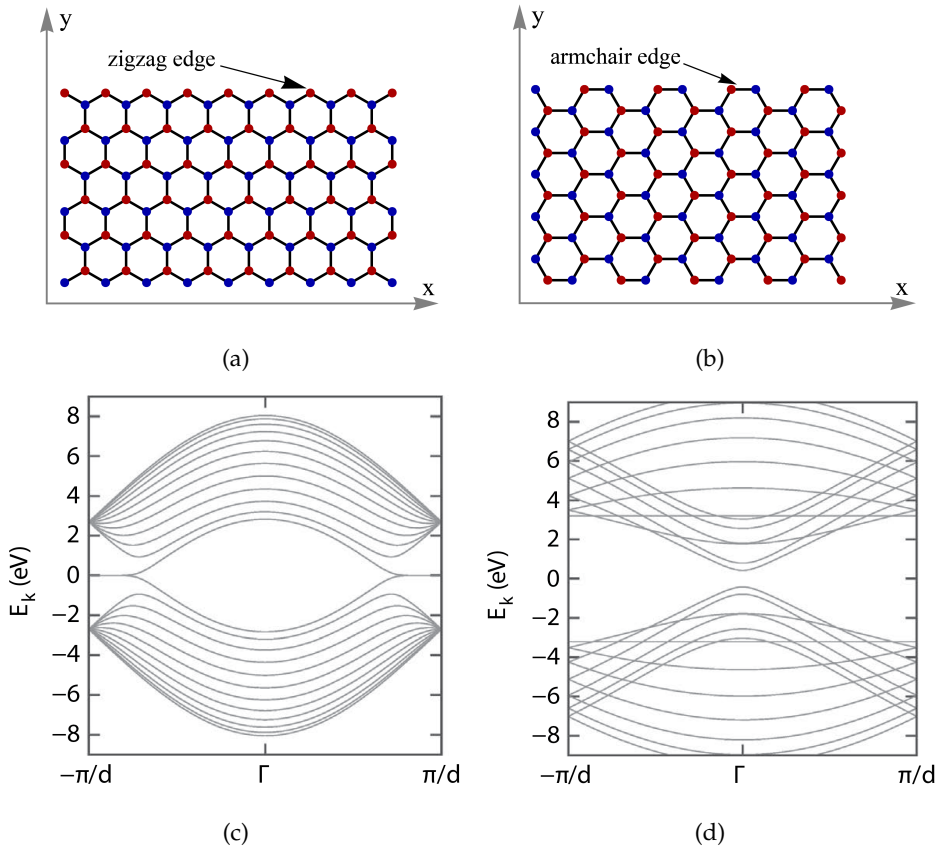 y
zigzag edge
x
(a)
y
armchair edge
x
(b)
E_k (eV)
8
6
4
2
0
−2
−4
−6
−8
−π/d
Γ
π/d
(c)
E_k (eV)
8
6
4
2
0
−2
−4
−6
−8
−π/d
Γ
π/d
(d)